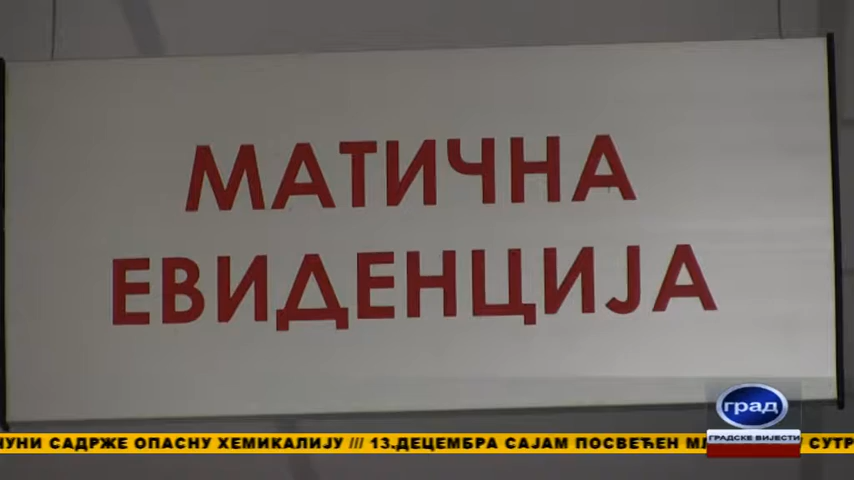 МАТИЧНА
ЕВИДЕНЦИЈА
град
ГРАДСКЕ ВИЈЕСТИ
САДРЖЕ ОПАСНУ ХЕМИКАЛИЈУ /// 13.ДЕЦЕМБРА САЈАМ ПОСВЕЋЕН